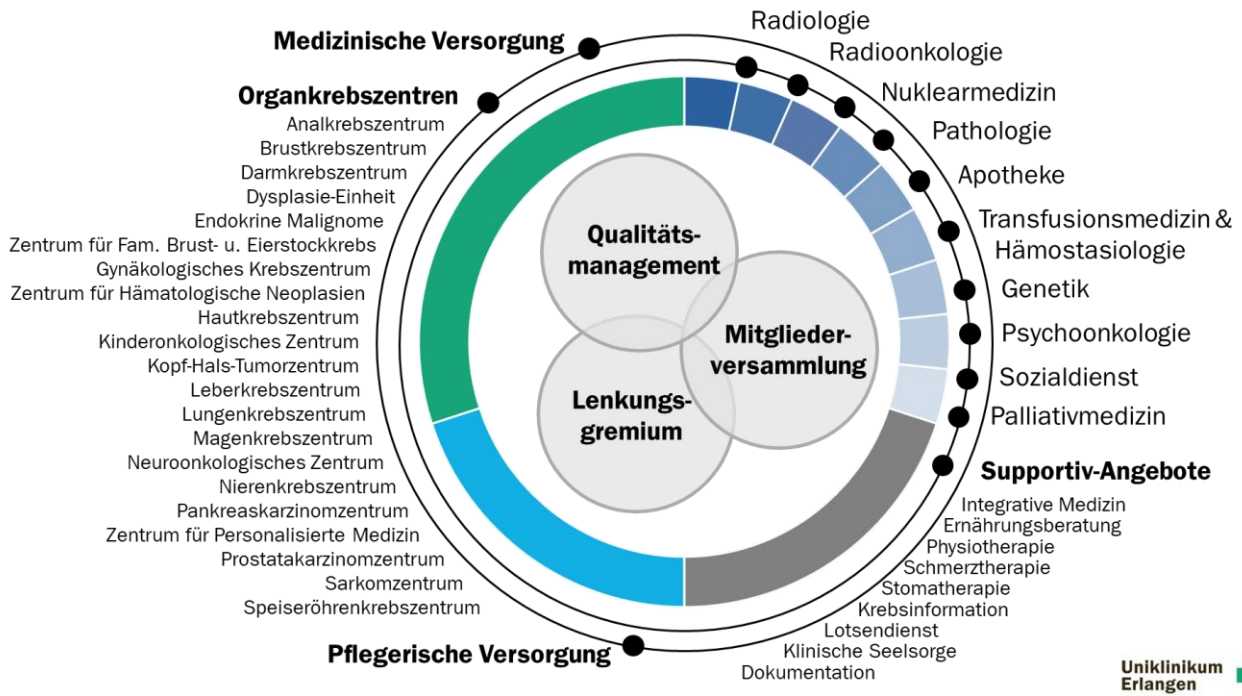 Medizinische Versorgung
Organkrebszentren
Analkrebszentrum
Brustkrebszentrum
Darmkrebszentrum
Dysplasie-Einheit
Endokrine Malignome
Zentrum für Fam. Brust- u. Eierstockkrebs
Gynäkologisches Krebszentrum
Zentrum für Hämatologische Neoplasien
Hautkrebszentrum
Kinderonkologisches Zentrum
Kopf-Hals-Tumorzentrum
Leberkrebszentrum
Lungenkrebszentrum
Magenkrebszentrum
Neuroonkologisches Zentrum
Nierenkrebszentrum
Pankreaskarzinomzentrum
Zentrum für Personalisierte Medizin
Prostatakarzinomzentrum
Sarkomzentrum
Speiseröhrenkrebszentrum
Pflegerische Versorgung
Qualitäts-
management
Mitglieder-
versammlung
Lenkungs-
gremium
Radiologie
Radioonkologie
Nuklearmedizin
Pathologie
Apotheke
Transfusionsmedizin &
Hämostasiologie
Genetik
Psychoonkologie
Sozialdienst
Palliativmedizin
Supportiv-Angebote
Integrative Medizin
Ernährungsberatung
Physiotherapie
Schmerztherapie
Stomatherapie
Krebsinformation
Lotsendienst
Klinische Seelsorge
Dokumentation
Uniklinikum
Erlangen